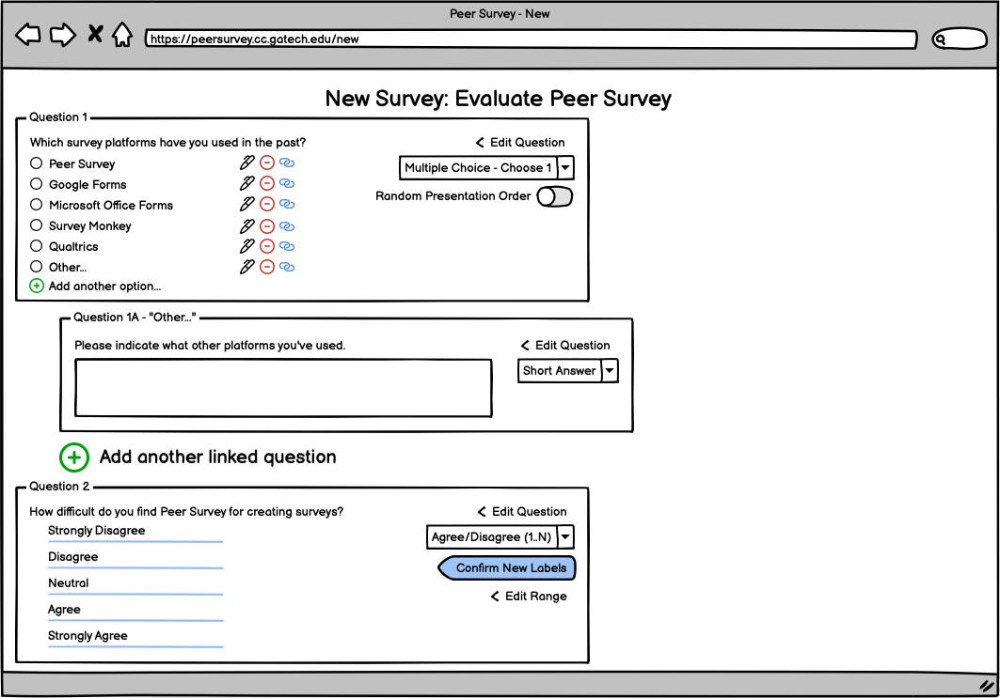 Peer Survey - New
https://peersurvey.cc.gatech.edu/new
New Survey: Evaluate Peer Survey
Question 1
Which survey platforms have you used in the past?
Edit Question
Peer Survey
Multiple Choice - Choose 1
Google Forms
Random Presentation Order
Microsoft Office Forms
Survey Monkey
Qualtrics
Other...
Add another option...
Question 1A - "Other..."
Please indicate what other platforms you've used.
Edit Question
Short Answer
Add another linked question
Question 2
How difficult do you find Peer Survey for creating surveys?
Edit Question
Strongly Disagree
Agree/Disagree (1..N)
Disagree
Confirm New Labels
Neutral
Edit Range
Agree
Strongly Agree